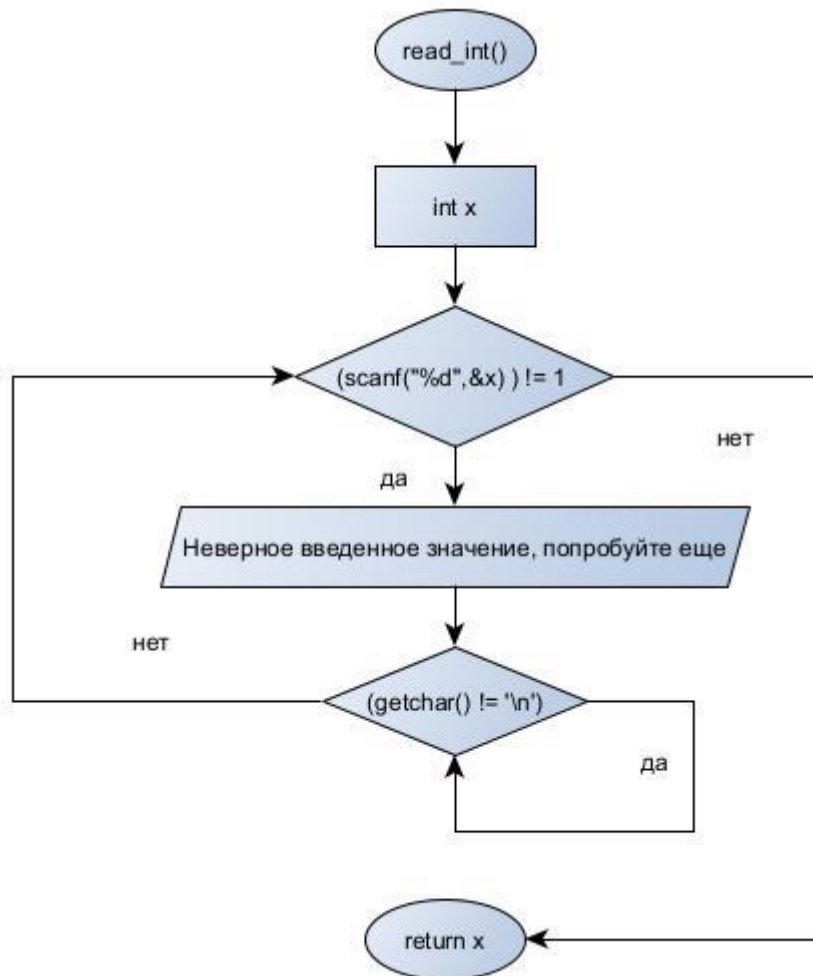 read_int()
int x
(scanf("%d",&x) ) != 1
нет
да
Неверное введенное значение, попробуйте еще
нет
(getchar() != '\n')
да
return x